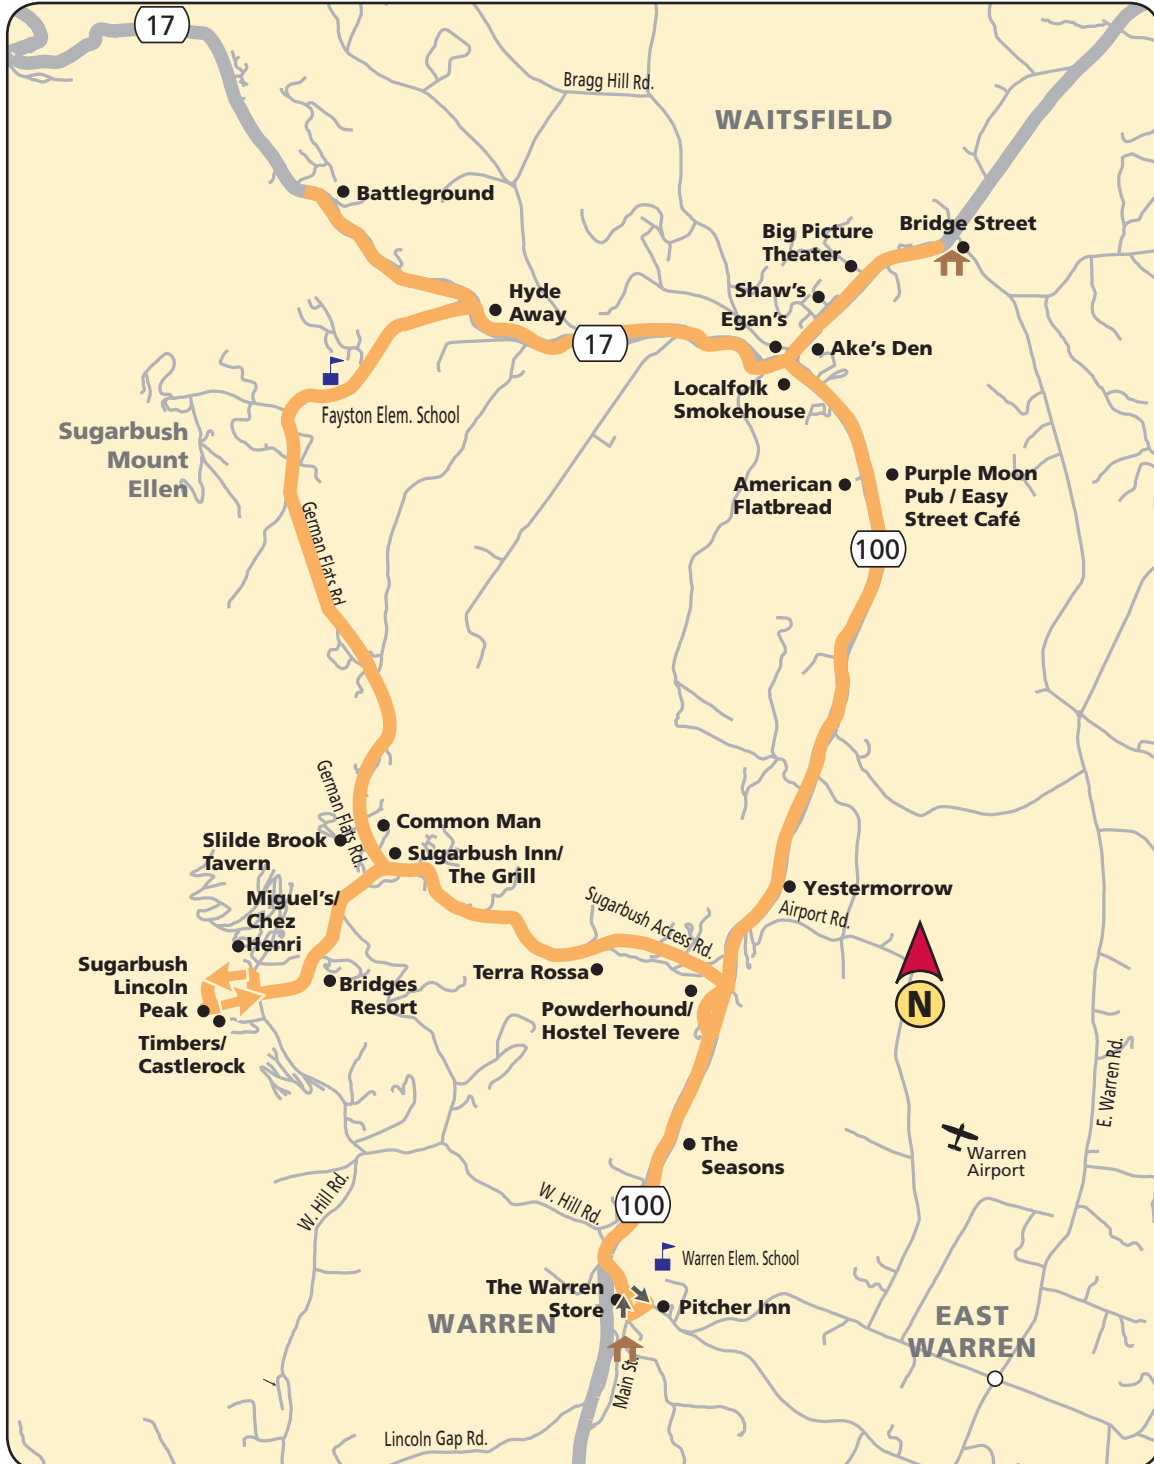 17
Bragg Hill Rd.
WAITSFIELD
Battleground
Bridge Street
Big Picture
Theater
Hyde
Away
Shaw's
Egan's
17
Ake's Den
Localfolk
Smokehouse
Fayston Elem. School
Sugarbush
Mount
Ellen
American
Flatbread
Purple Moon
Pub / Easy
Street Café
German Flats Rd.
100
German Flats Rd.
Common Man
Slilde Brook
Tavern
Sugarbush Inn/
The Grill
Miguel's/
Chez
Henri
Sugarbush Access Rd.
Yestermorrow
Airport Rd.
Sugarbush
Lincoln
Peak
Bridges
Resort
Terra Rossa
Powderhound/
Hostel Tevere
N
Timbers/
Castlerock
E. Warren Rd.
The
Seasons
Warren
Airport
W. Hill Rd.
W. Hill Rd.
100
Warren Elem. School
The Warren
Store
Pitcher Inn
WARREN
EAST
WARREN
Main St.
Lincoln Gap Rd.